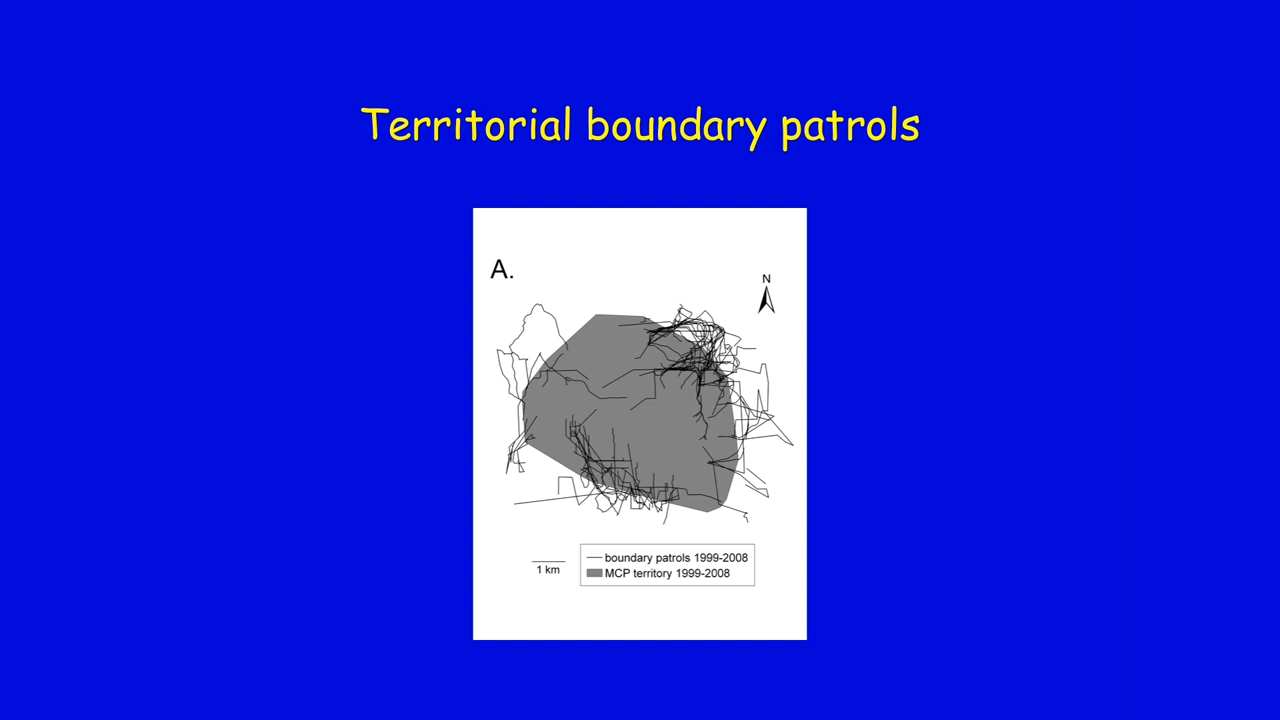 Territorial boundary patrols
A.
N
1 km
boundary patrols 1999-2008
MCP territory 1999-2008